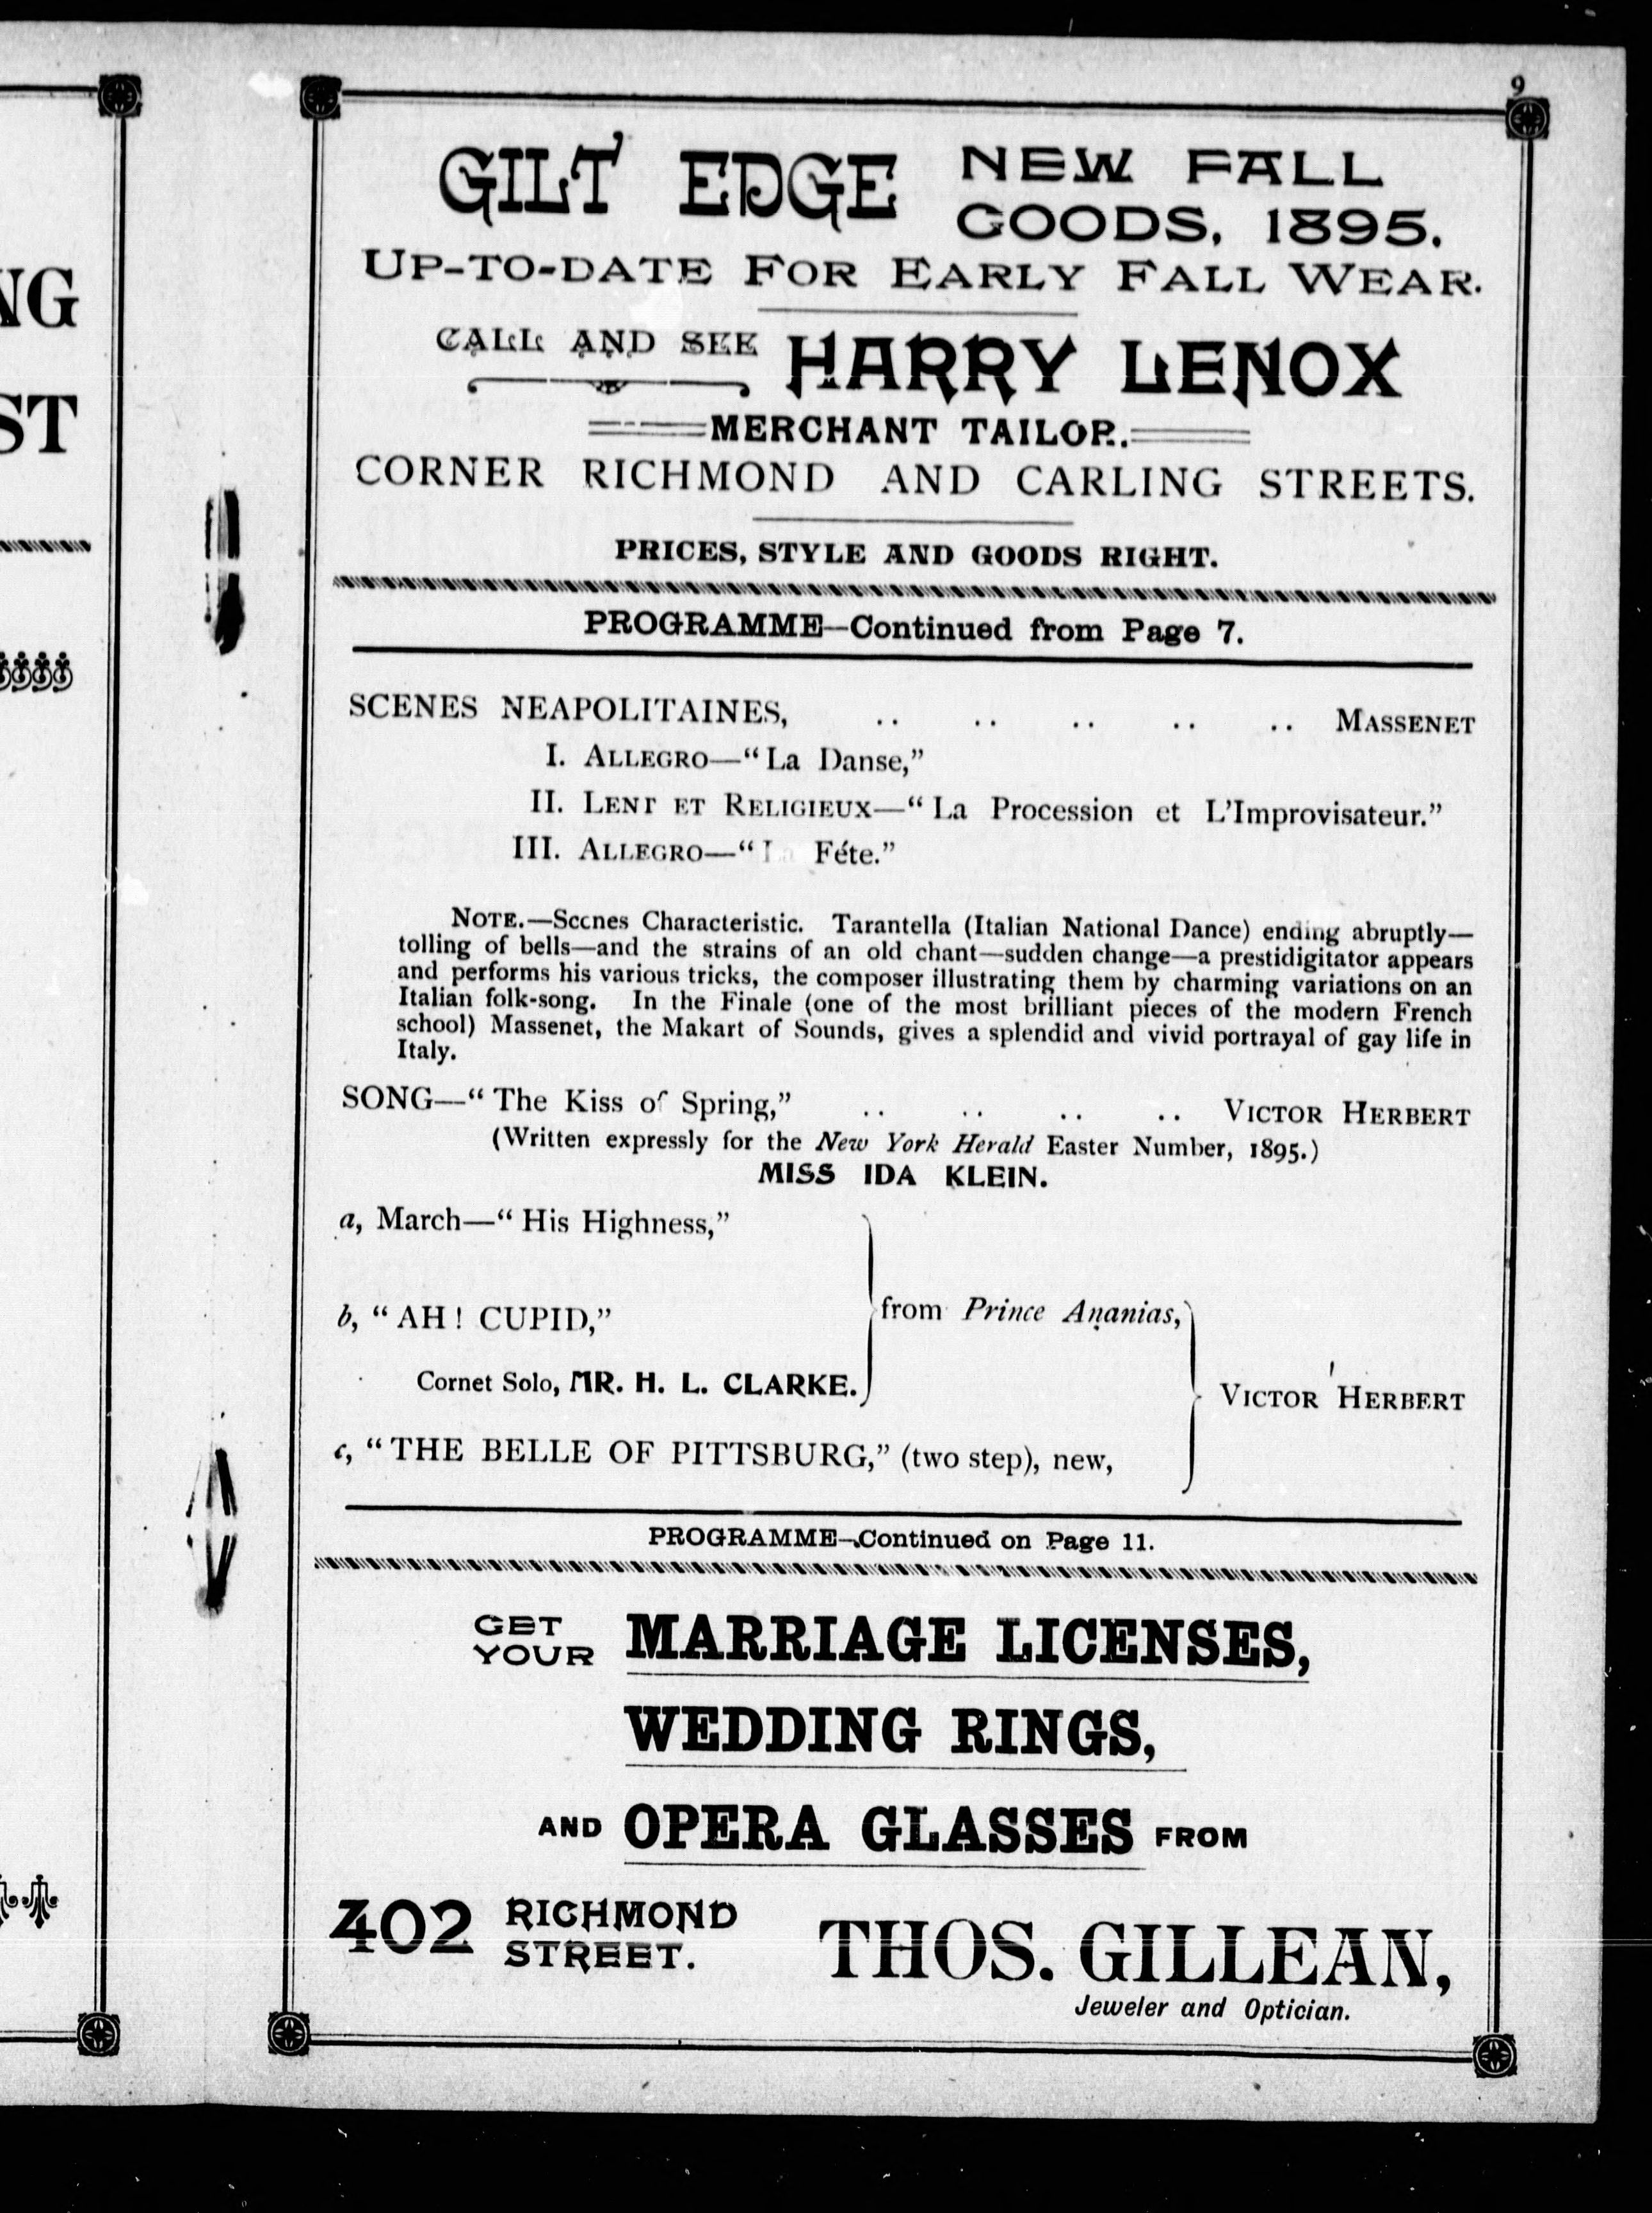 9
GILT EDGE NEW FALL
GOODS, 1895.
UP-TO-DATE FOR EARLY FALL WEAR.
CALL AND SEE HARRY LENOX
MERCHANT TAILOR.
CORNER RICHMOND AND CARLING STREETS.
PRICES, STYLE AND GOODS RIGHT.
PROGRAMME—Continued from Page 7.
SCENES NEAPOLITAINES, .. .. .. .. .. MASSENET
I. ALLEGRO—“La Danse,”
II. LENT ET RELIGIEUX—“La Procession et L'Improvisateur.”
III. ALLEGRO—“La Féte.”
NOTE.—Scenes Characteristic. Tarantella (Italian National Dance) ending abruptly—
tolling of bells—and the strains of an old chant—sudden change—a prestidigitator appears
and performs his various tricks, the composer illustrating them by charming variations on an
Italian folk-song. In the Finale (one of the most brilliant pieces of the modern French
school) Massenet, the Makart of Sounds, gives a splendid and vivid portrayal of gay life in
Italy.
SONG—“The Kiss of Spring,” .. .. .. .. VICTOR HERBERT
(Written expressly for the New York Herald Easter Number, 1895.)
MISS IDA KLEIN.
a, March—“His Highness,”
b, “AH! CUPID,” from Prince Ananias,
Cornet Solo, MR. H. L. CLARKE.
VICTOR HERBERT
c, “THE BELLE OF PITTSBURG,” (two step), new,
PROGRAMME—Continued on Page 11.
GET YOUR MARRIAGE LICENSES,
WEDDING RINGS,
AND OPERA GLASSES FROM
402 RICHMOND STREET. THOS. GILLEAN,
Jeweler and Optician.
NG
ST